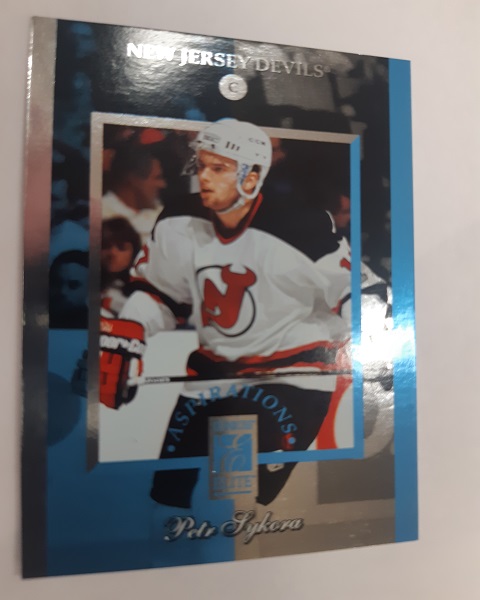 NEW JERSEY DEVILS
C
ASPIRATIONS
ELITE
Petr Sykora